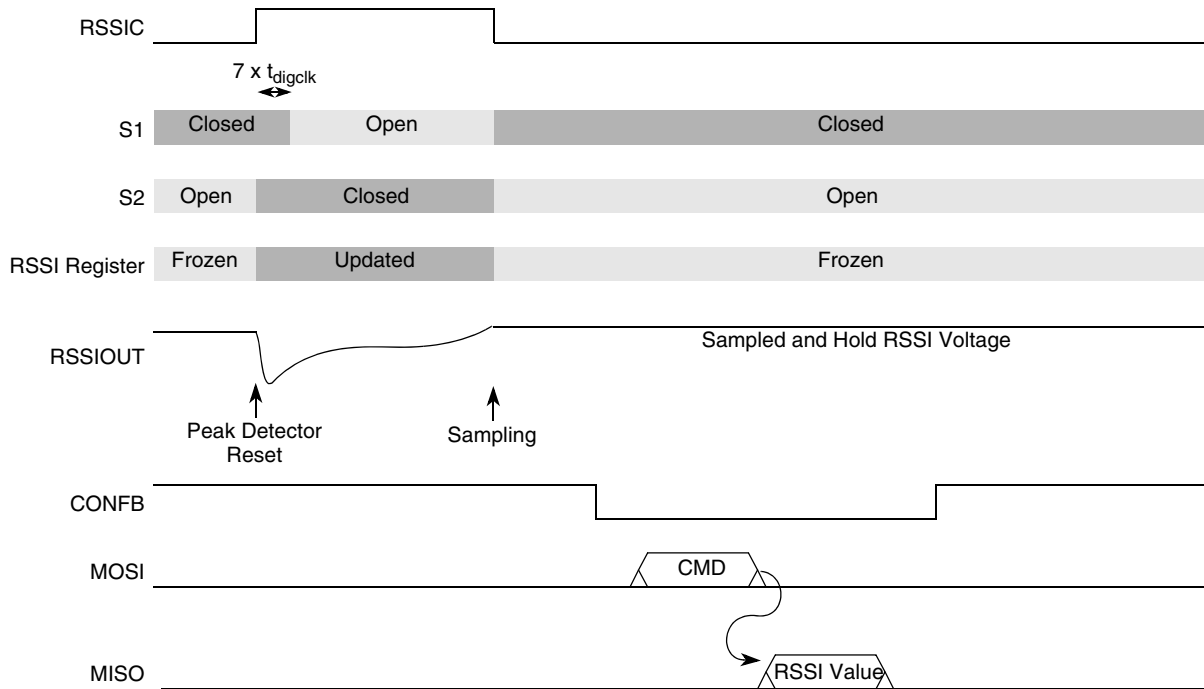 RSSIC
7 x tdigclk
S1 Closed Open Closed
S2 Open Closed Open
RSSI Register Frozen Updated Frozen
RSSIOUT Sampled and Hold RSSI Voltage
Peak Detector
Reset
Sampling
CONFB
MOSI CMD
MISO RSSI Value